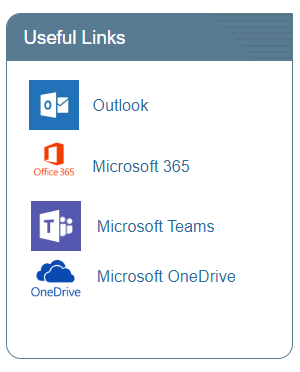 Useful Links
Outlook
Office 365
Microsoft 365
Microsoft Teams
OneDrive
Microsoft OneDrive